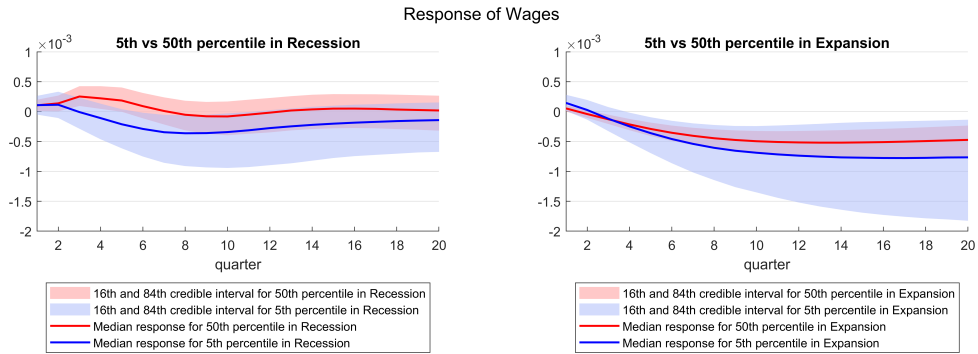 Response of Wages
5th vs 50th percentile in Recession
×10⁻³
1
0.5
0
-0.5
-1
-1.5
-2
2 4 6 8 10 12 14 16 18 20
quarter
16th and 84th credible interval for 50th percentile in Recession
16th and 84th credible interval for 5th percentile in Recession
Median response for 50th percentile in Recession
Median response for 5th percentile in Recession
5th vs 50th percentile in Expansion
×10⁻³
1
0.5
0
-0.5
-1
-1.5
-2
2 4 6 8 10 12 14 16 18 20
quarter
16th and 84th credible interval for 50th percentile in Expansion
16th and 84th credible interval for 5th percentile in Expansion
Median response for 50th percentile in Expansion
Median response for 5th percentile in Expansion